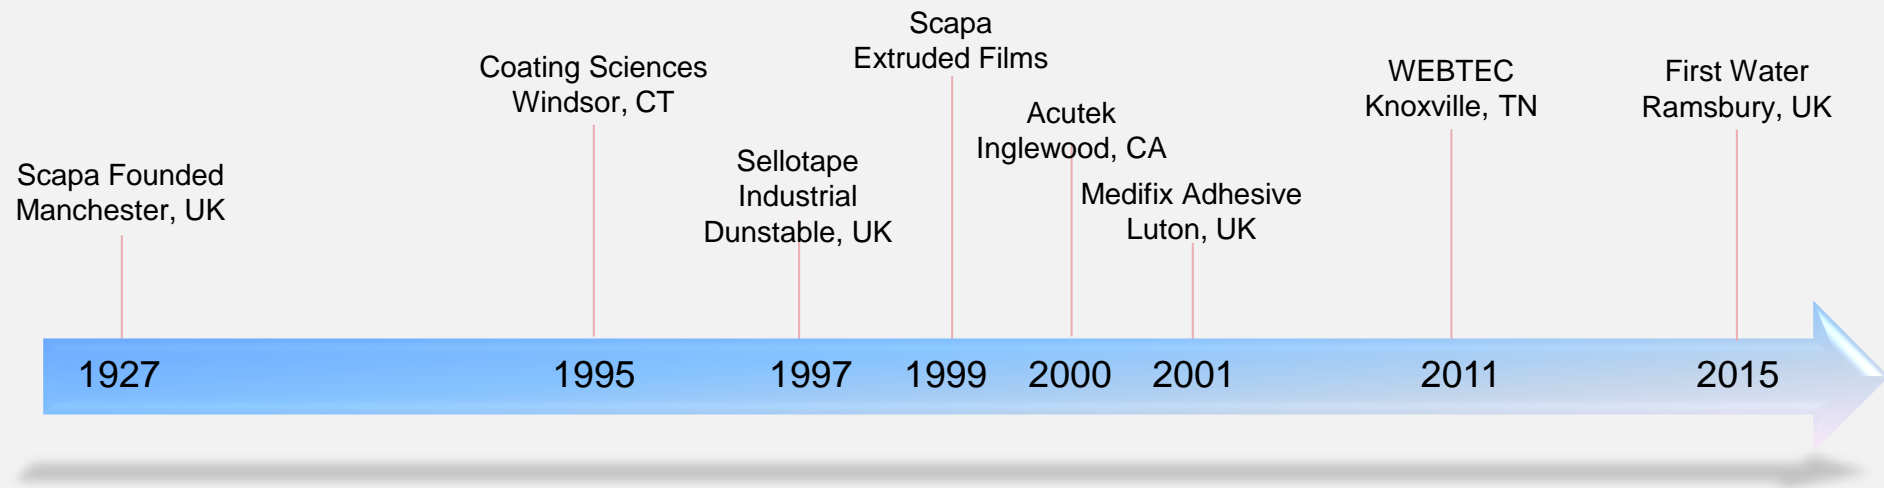 Scapa Founded
Manchester, UK
Coating Sciences
Windsor, CT
Sellotape
Industrial
Dunstable, UK
Scapa
Extruded Films
Acutek
Inglewood, CA
Medifix Adhesive
Luton, UK
WEBTEC
Knoxville, TN
First Water
Ramsbury, UK
1927 1995 1997 1999 2000 2001 2011 2015